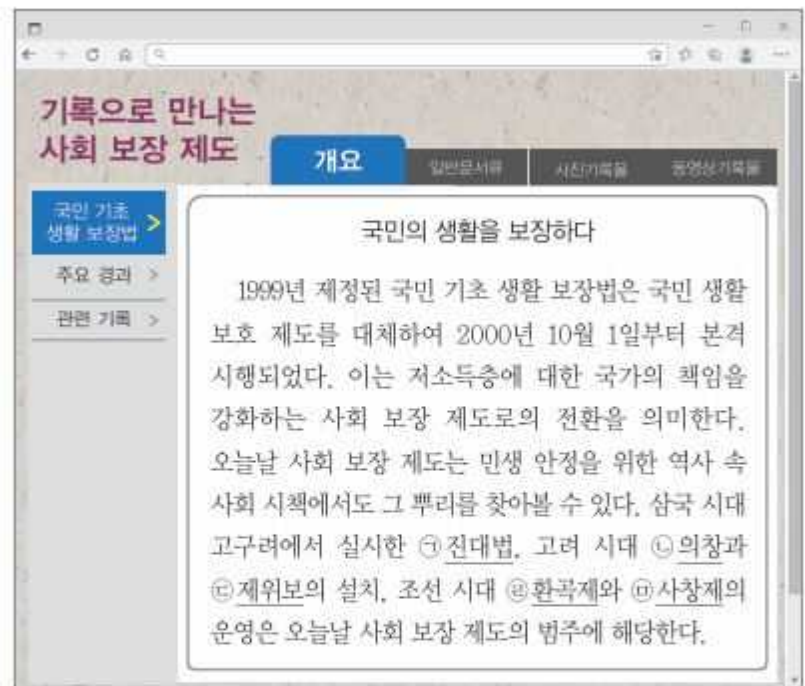 기록으로 만나는
사회 보장 제도
개요
일반문서류
사진기록물
동영상기록물
국민 기초
생활 보장법 >
주요 경과 >
관련 기록 >
국민의 생활을 보장하다
1999년 제정된 국민 기초 생활 보장법은 국민 생활
보호 제도를 대체하여 2000년 10월 1일부터 본격
시행되었다. 이는 저소득층에 대한 국가의 책임을
강화하는 사회 보장 제도로의 전환을 의미한다.
오늘날 사회 보장 제도는 민생 안정을 위한 역사 속
사회 시책에서도 그 뿌리를 찾아볼 수 있다. 삼국 시대
고구려에서 실시한 ㉠진대법, 고려 시대 ㉡의창과
㉢제위보의 설치, 조선 시대 ㉣환곡제와 ㉤사창제의
운영은 오늘날 사회 보장 제도의 범주에 해당한다.